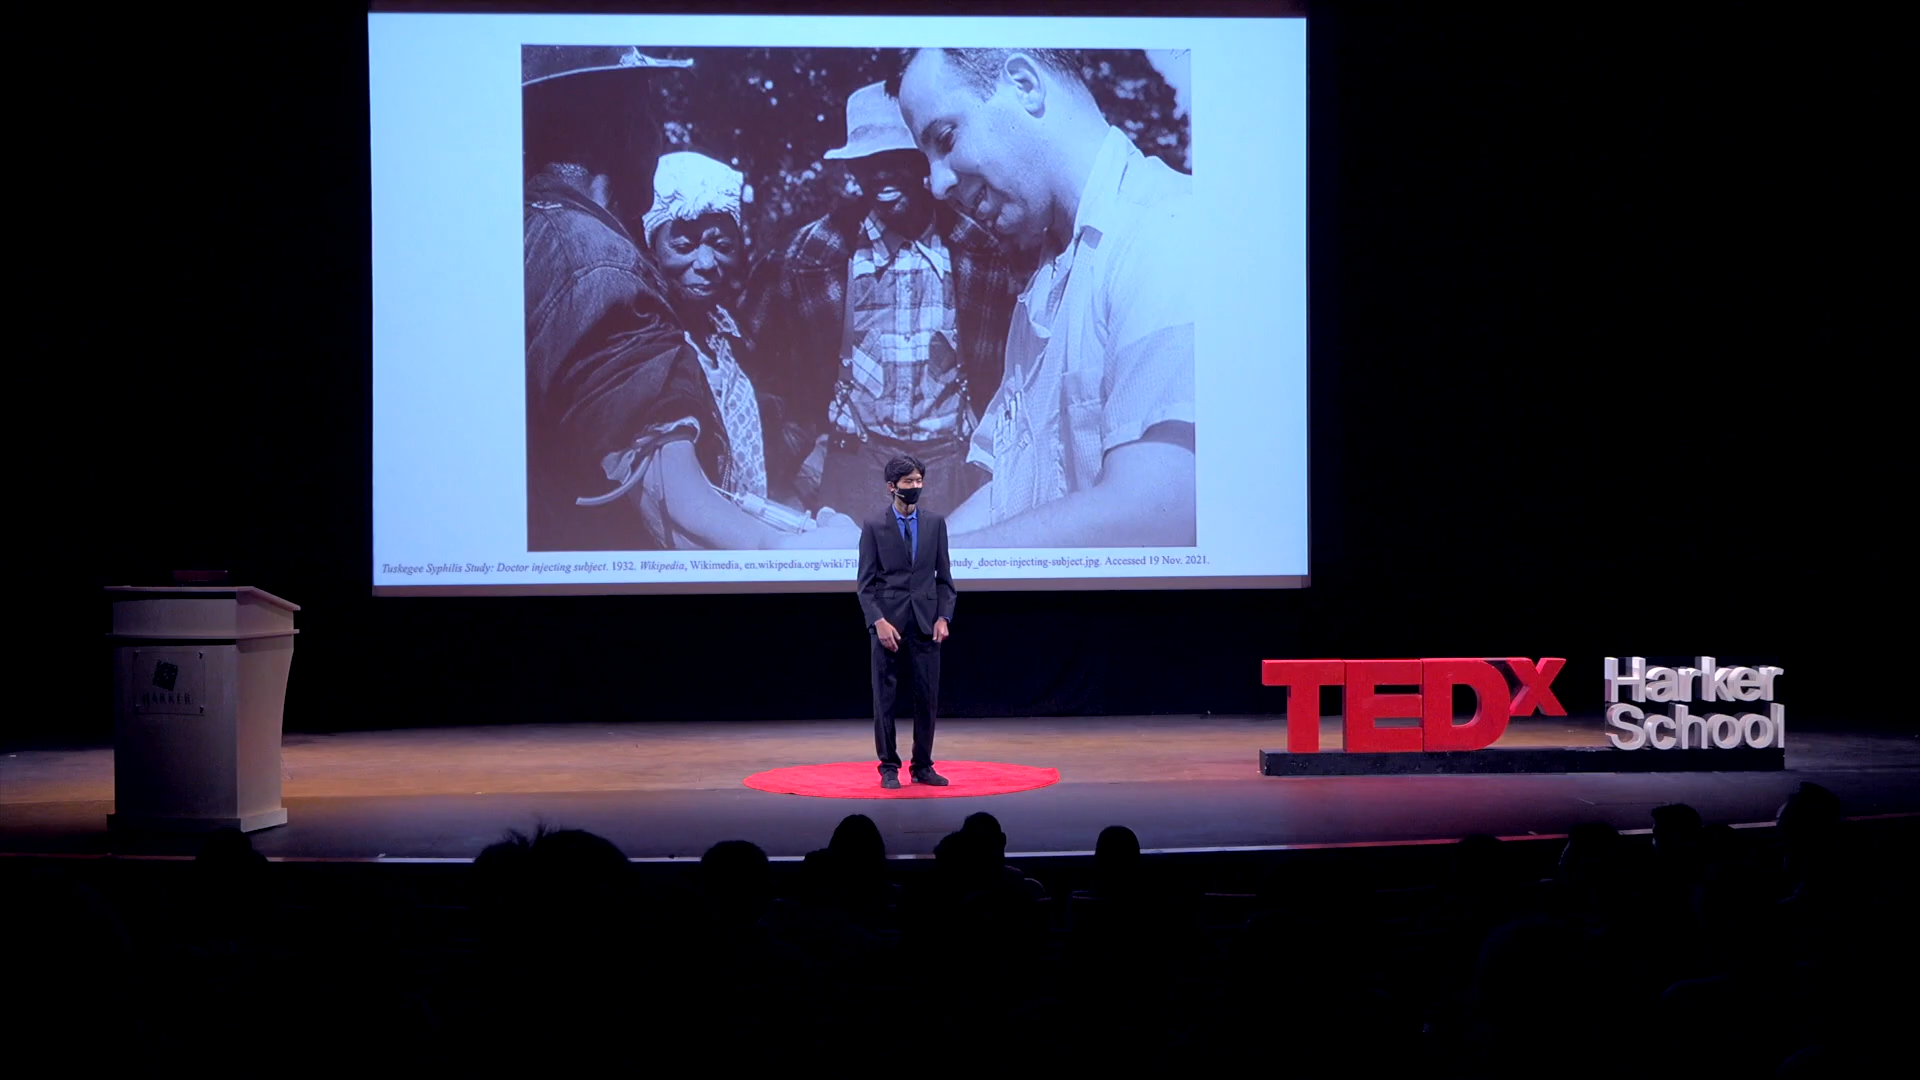 Tuskegee Syphilis Study: Doctor injecting subject. 1932. Wikipedia, Wikimedia, en.wikipedia.org/wiki/Fil study_doctor-injecting-subject.jpg. Accessed 19 Nov. 2021.
HARKER
TEDx
Harker
School